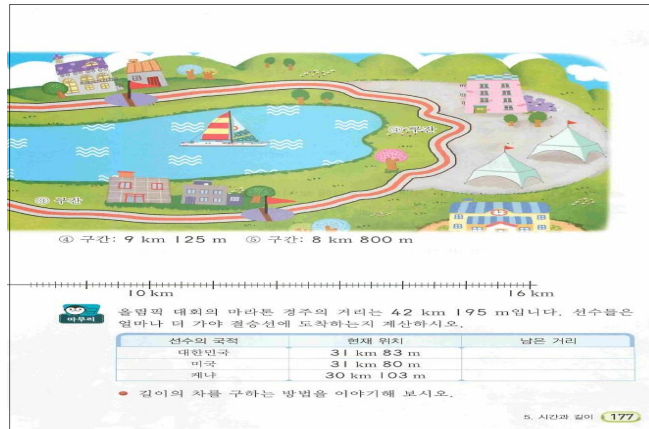 ④ 구간
③ 구간
④ 구간: 9 km 125 m ⑤ 구간: 8 km 800 m
10 km 16 km
마무리
올림픽 대회의 마라톤 경주의 거리는 42 km 195 m입니다. 선수들은
얼마나 더 가야 결승선에 도착하는지 계산하시오.
선수의 국적 현재 위치 남은 거리
대한민국 31 km 83 m
미국 31 km 80 m
케냐 30 km 103 m
● 길이의 차를 구하는 방법을 이야기해 보시오.
5. 시간과 길이 177